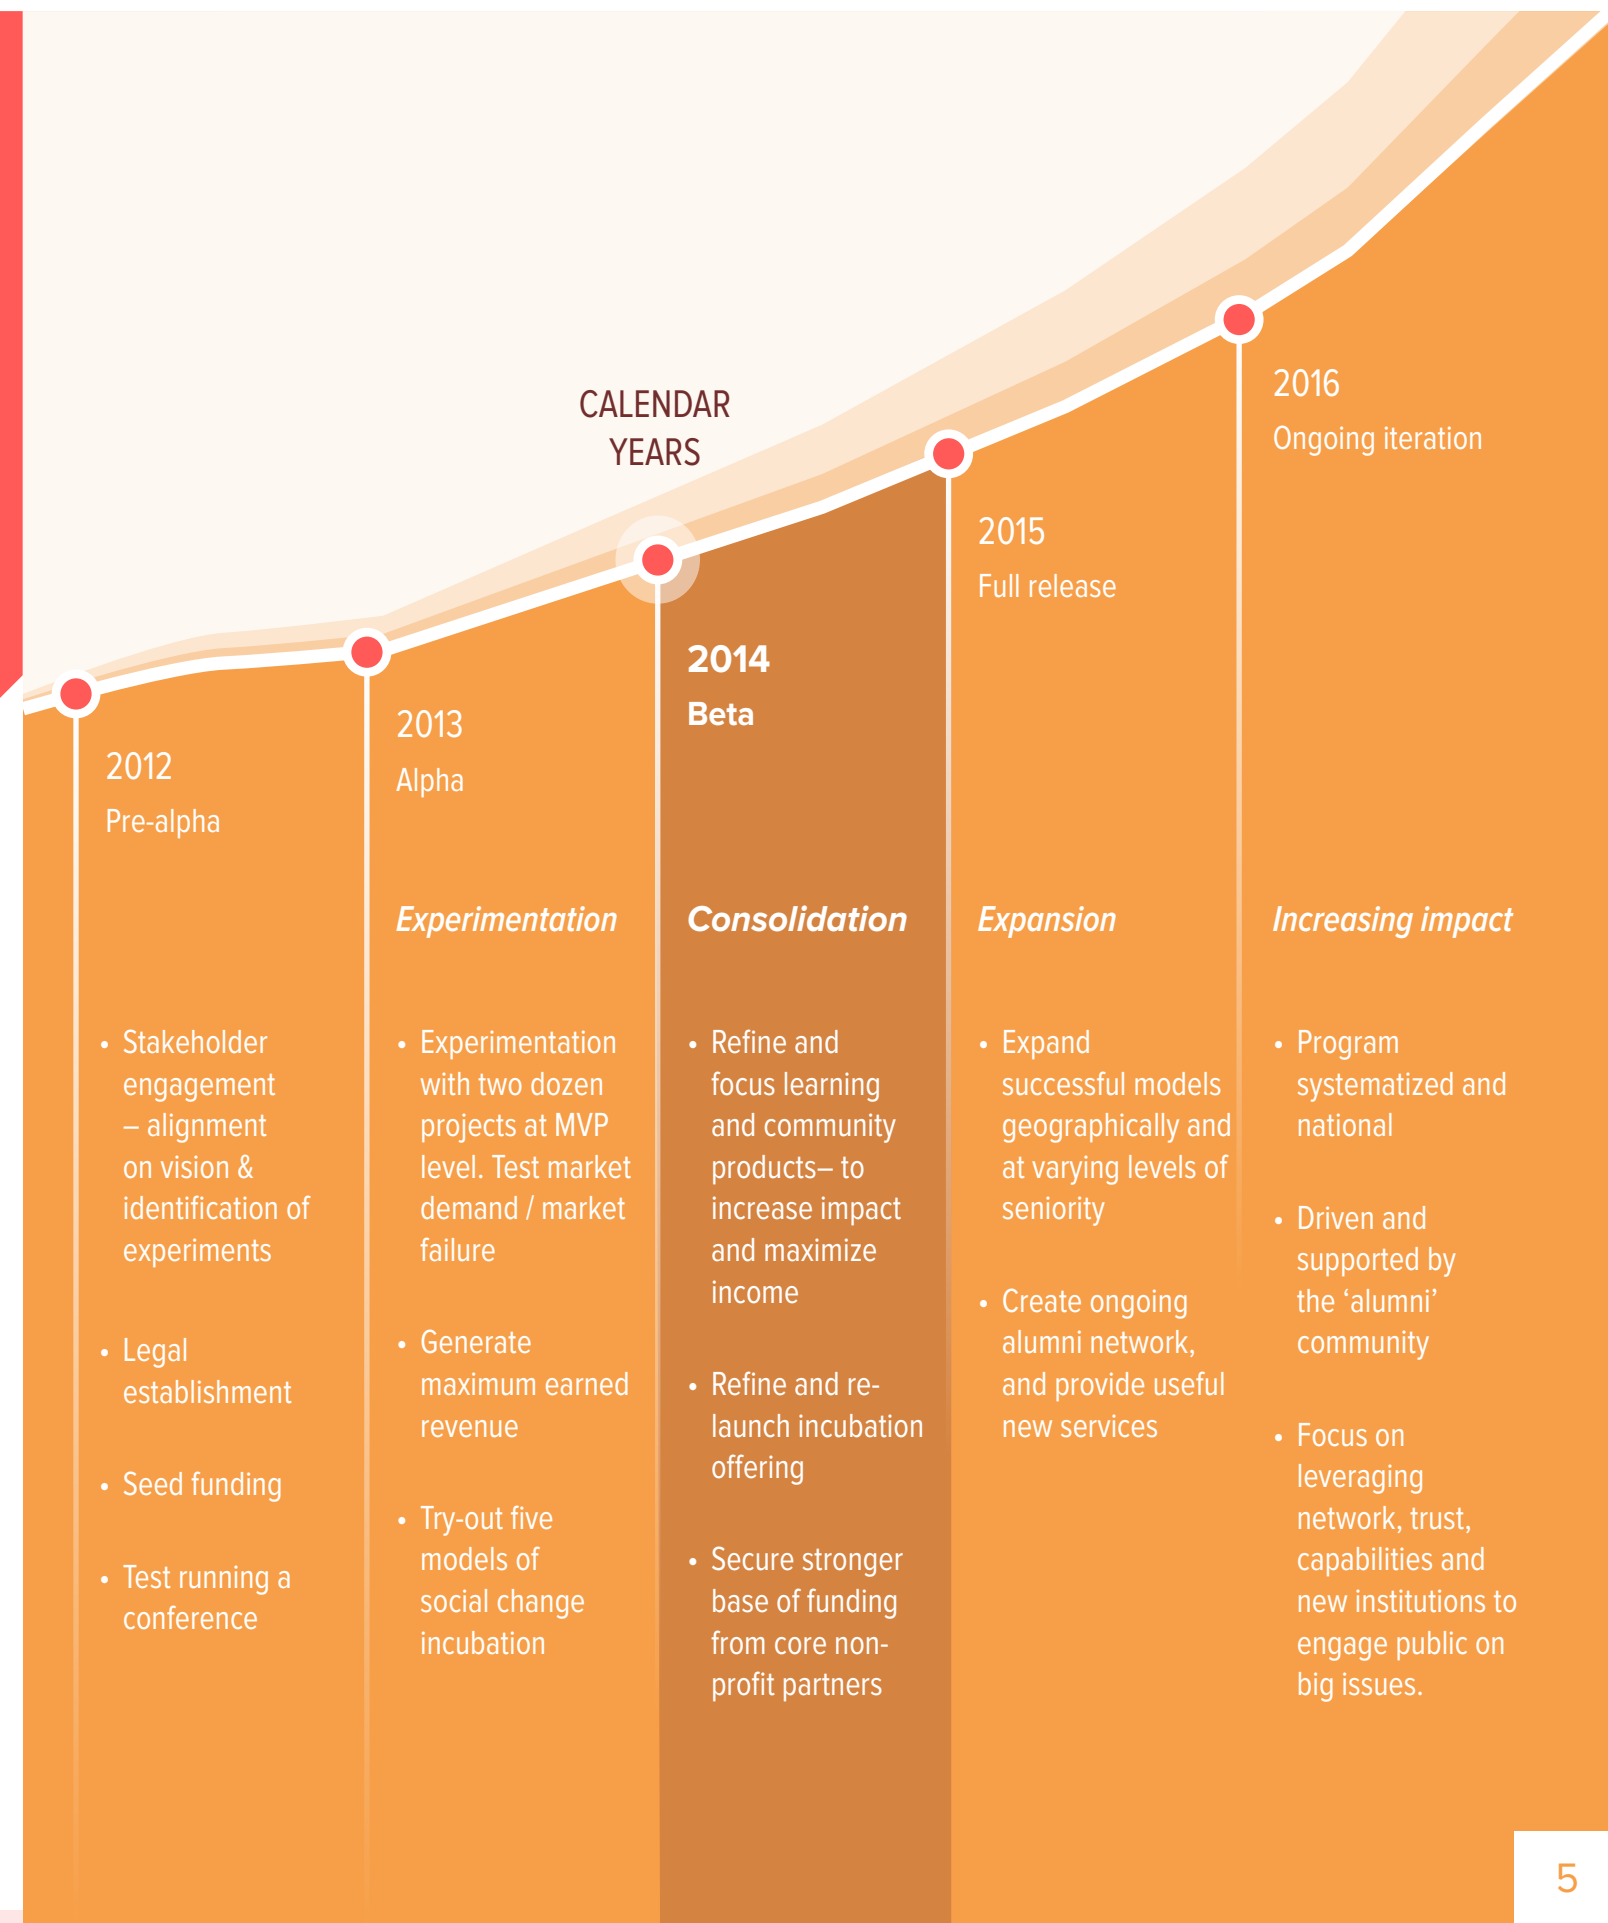 CALENDAR
YEARS
2012
Pre-alpha
• Stakeholder
engagement
– alignment
on vision &
identification of
experiments
• Legal
establishment
• Seed funding
• Test running a
conference
2013
Alpha
Experimentation
• Experimentation
with two dozen
projects at MVP
level. Test market
demand / market
failure
• Generate
maximum earned
revenue
• Try-out five
models of
social change
incubation
2014
Beta
Consolidation
• Refine and
focus learning
and community
products– to
increase impact
and maximize
income
• Refine and re-
launch incubation
offering
• Secure stronger
base of funding
from core non-
profit partners
2015
Full release
Expansion
• Expand
successful models
geographically and
at varying levels of
seniority
• Create ongoing
alumni network,
and provide useful
new services
2016
Ongoing iteration
Increasing impact
• Program
systematized and
national
• Driven and
supported by
the ‘alumni’
community
• Focus on
leveraging
network, trust,
capabilities and
new institutions to
engage public on
big issues.
5